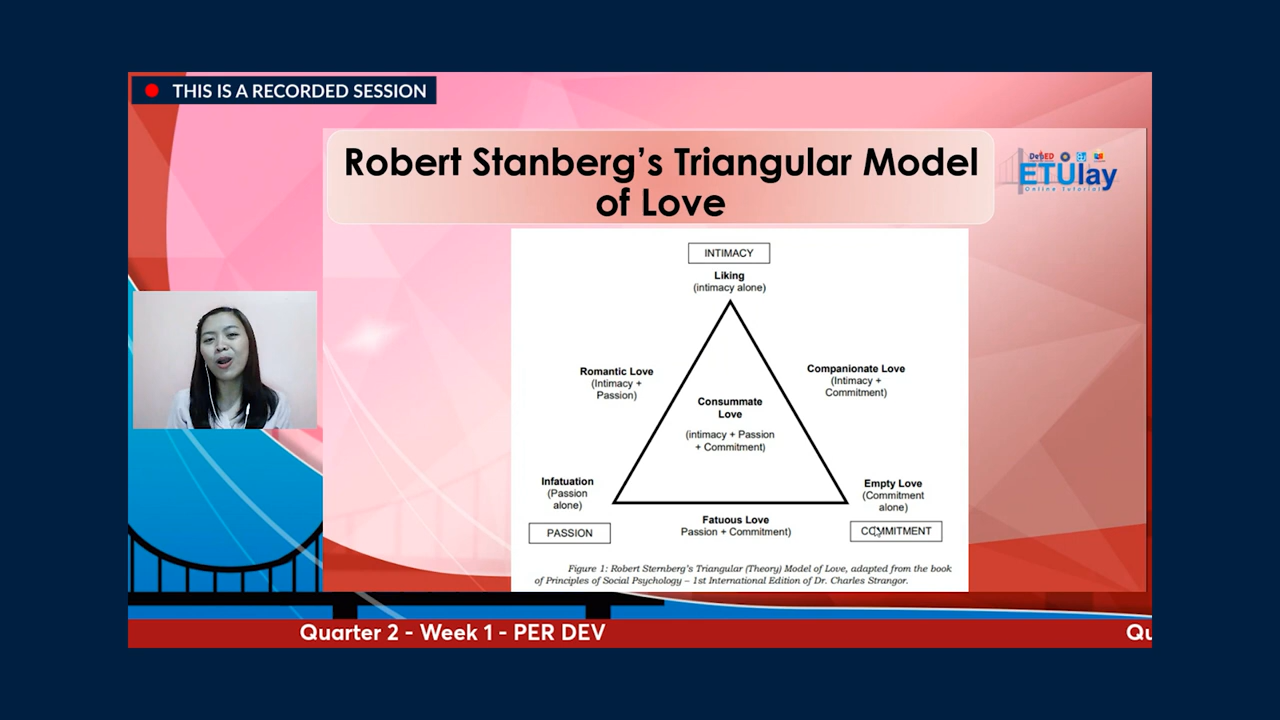 THIS IS A RECORDED SESSION
Robert Stanberg's Triangular Model
of Love
DepED
ETUlay
Online Tutorial
INTIMACY
Liking
(intimacy alone)
Romantic Love
(Intimacy +
Passion)
Companionate Love
(Intimacy +
Commitment)
Consummate
Love
(intimacy + Passion
+ Commitment)
Infatuation
(Passion
alone)
PASSION
Empty Love
(Commitment
alone)
COMMITMENT
Fatuous Love
Passion + Commitment)
Figure 1: Robert Sternberg's Triangular (Theory) Model of Love, adapted from the book
of Principles of Social Psychology – 1st International Edition of Dr. Charles Strangor.
Quarter 2 - Week 1 - PER DEV
Qu